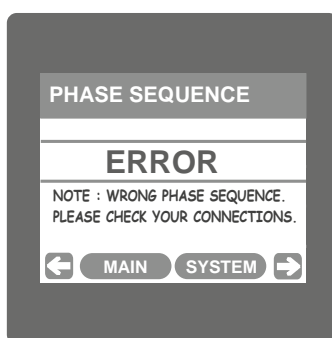 PHASE SEQUENCE
ERROR
NOTE : WRONG PHASE SEQUENCE.
PLEASE CHECK YOUR CONNECTIONS.
MAIN SYSTEM